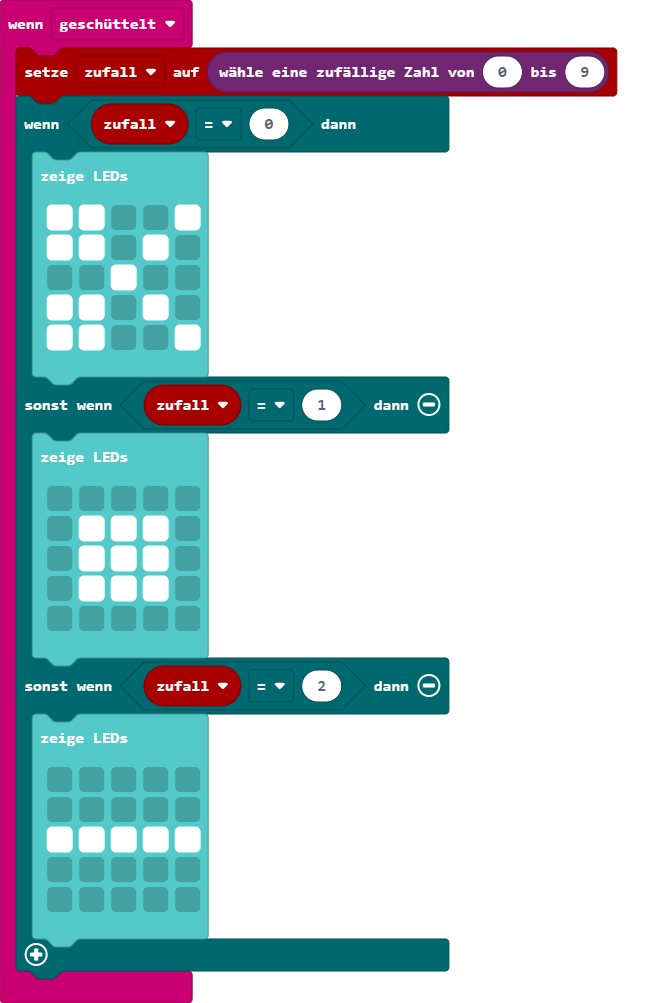 wenn geschüttelt
setze zufall auf wähle eine zufällige Zahl von 0 bis 9
wenn zufall = 0 dann
zeige LEDs
sonst wenn zufall = 1 dann
zeige LEDs
sonst wenn zufall = 2 dann
zeige LEDs